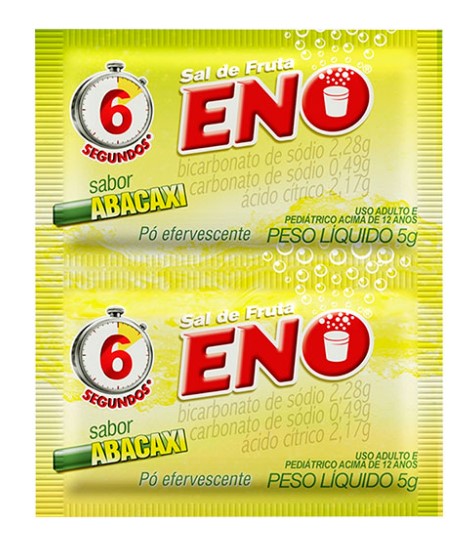 6
SEGUNDOS*
Sal de Fruta
ENO
bicarbonato de sódio 2,28g
carbonato de sódio 0,49g
ácido cítrico 2,17g
sabor
ABACAXI
USO ADULTO E
PEDIÁTRICO ACIMA DE 12 ANOS
Pó efervescente PESO LÍQUIDO 5g
6
SEGUNDOS*
Sal de Fruta
ENO
bicarbonato de sódio 2,28g
carbonato de sódio 0,49g
ácido cítrico 2,17g
sabor
ABACAXI
USO ADULTO E
PEDIÁTRICO ACIMA DE 12 ANOS
Pó efervescente PESO LÍQUIDO 5g